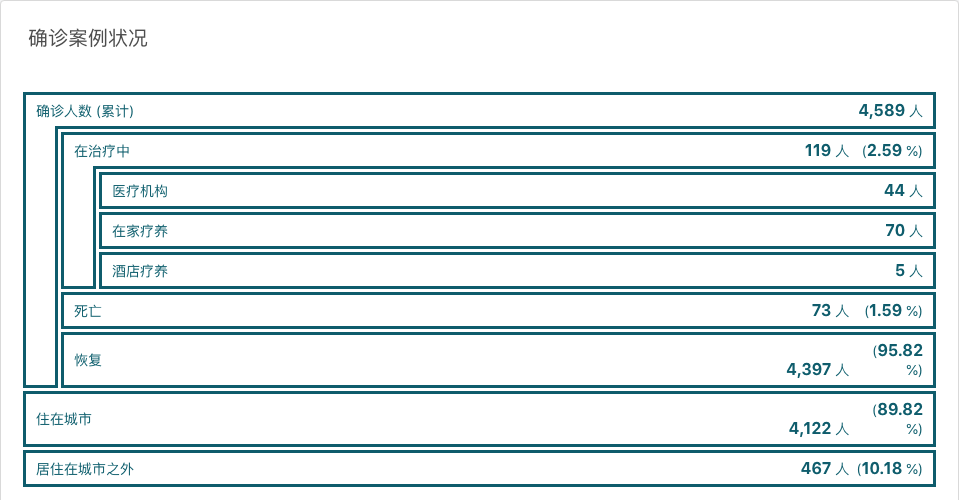 确诊案例状况
确诊人数 (累计) 4,589 人
在治疗中 119 人 (2.59 %)
医疗机构 44 人
在家疗养 70 人
酒店疗养 5 人
死亡 73 人 (1.59 %)
恢复 4,397 人 (95.82 %)
住在城市 4,122 人 (89.82 %)
居住在城市之外 467 人 (10.18 %)